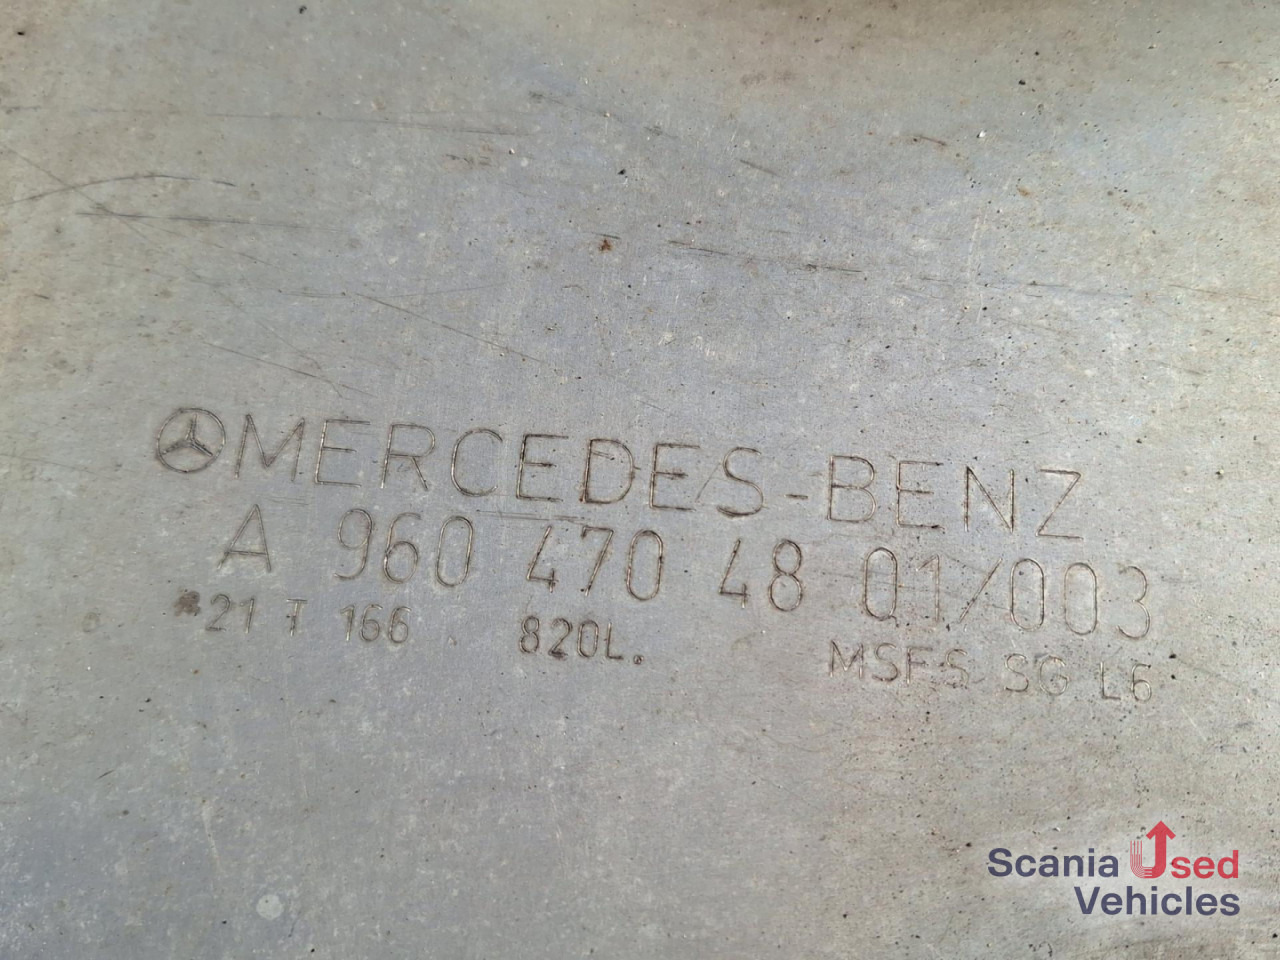 MERCEDES-BENZ
A 960 470 48 01/003
*21 T 166 820L. MSFS SG L6
Scania Used
Vehicles